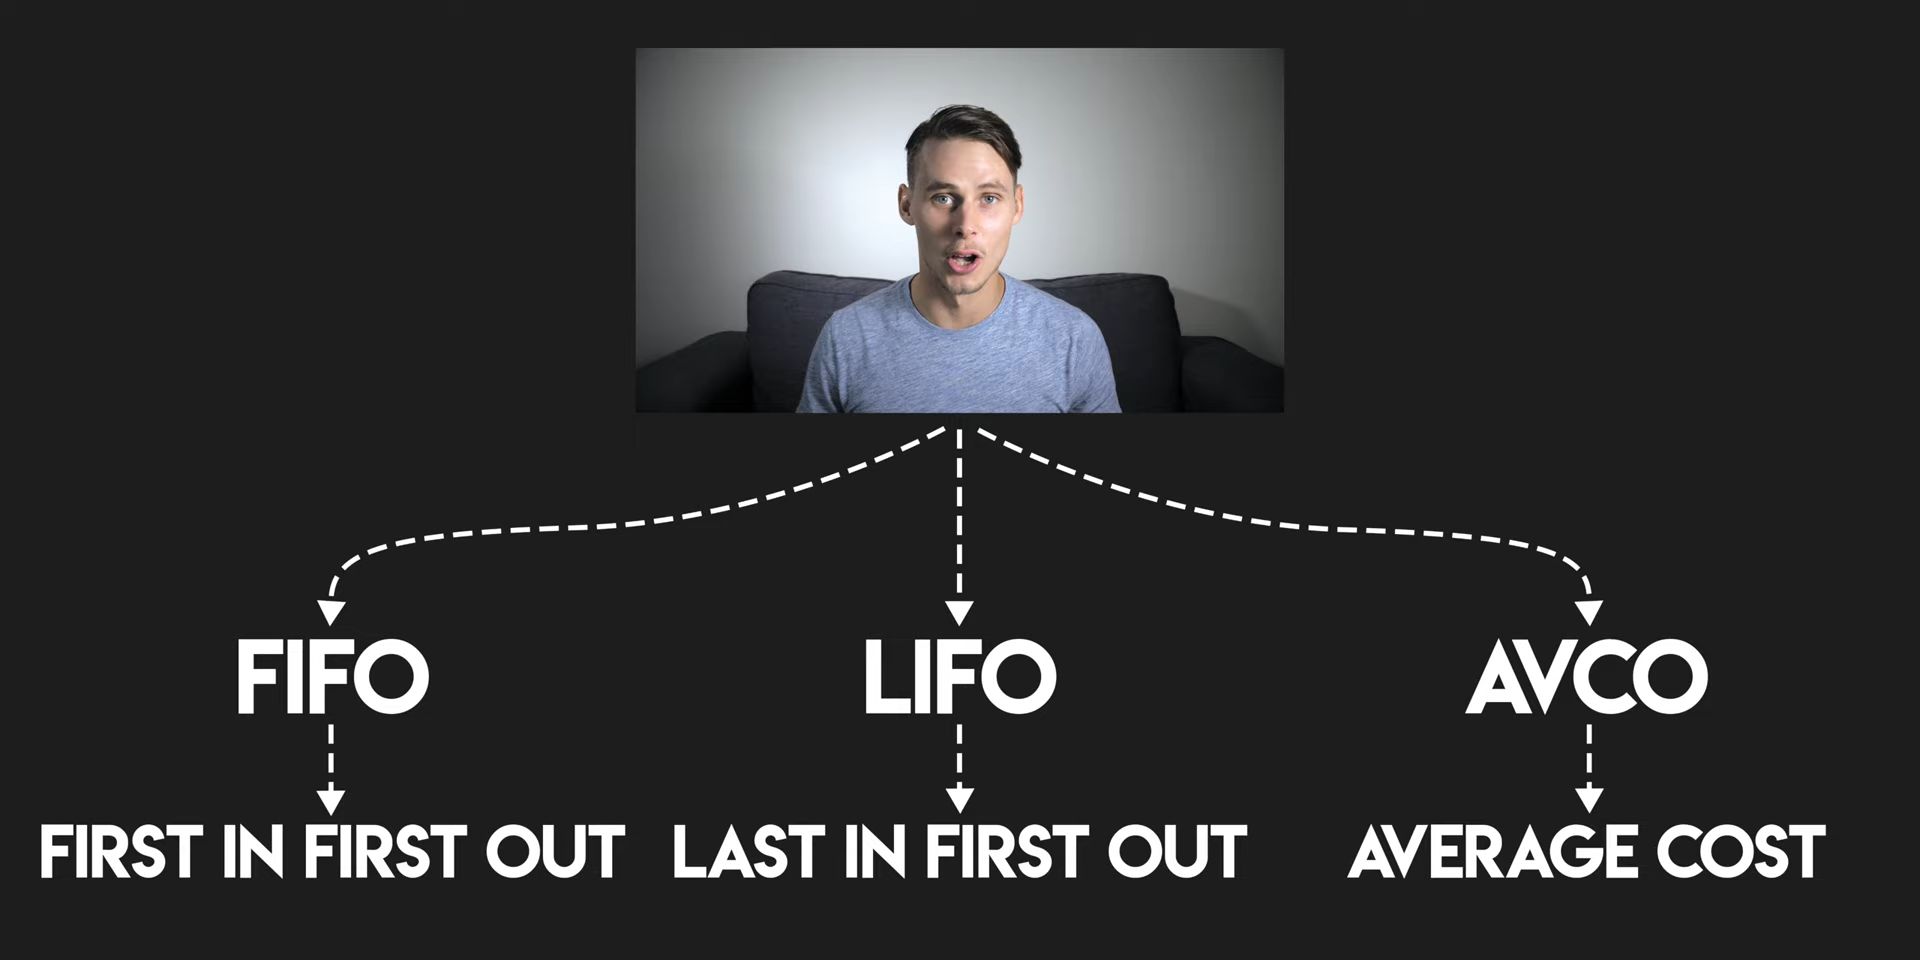 FIFO
LIFO
AVCO
FIRST IN FIRST OUT
LAST IN FIRST OUT
AVERAGE COST